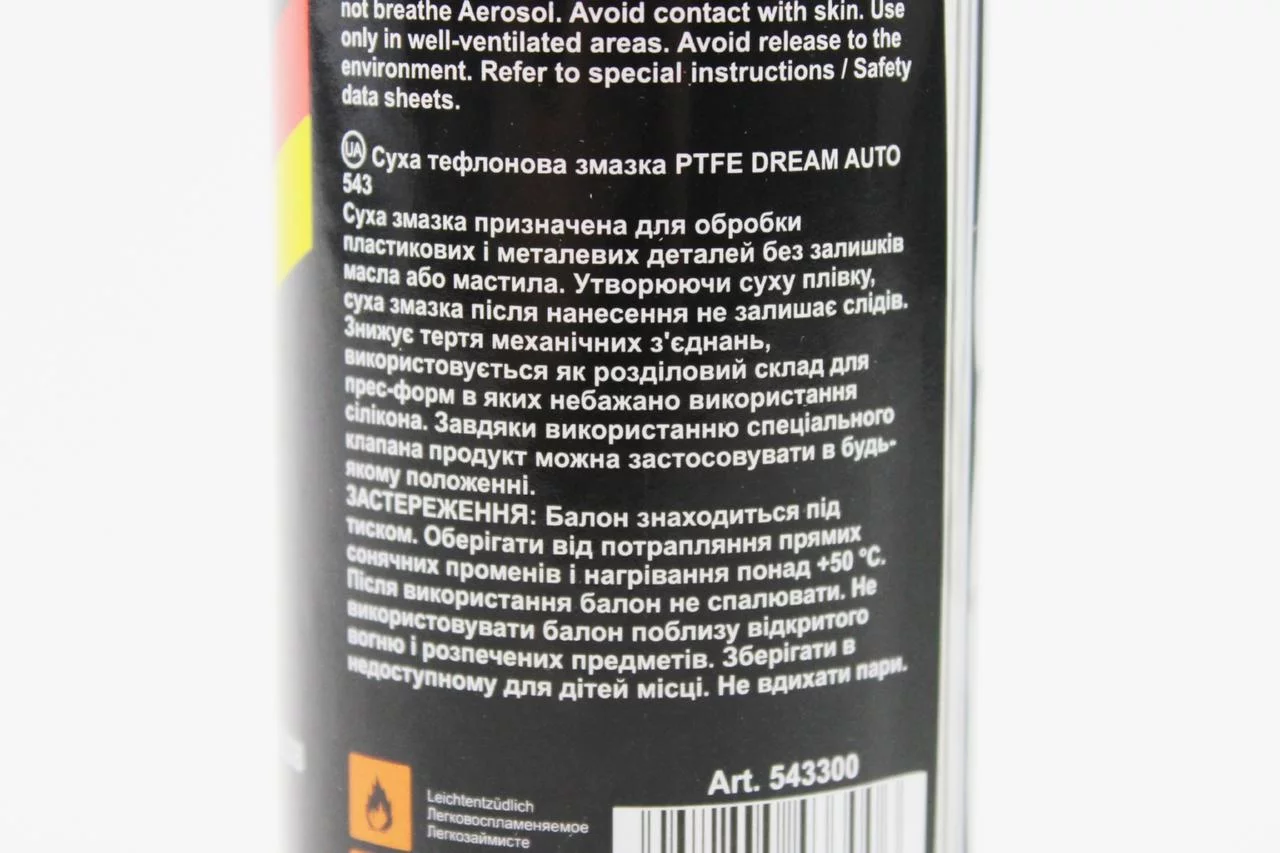 not breathe Aerosol. Avoid contact with skin. Use
only in well-ventilated areas. Avoid release to the
environment. Refer to special instructions / Safety
data sheets.
UA Суха тефлонова змазка PTFE DREAM AUTO
543
Суха змазка призначена для обробки
пластикових і металевих деталей без залишків
масла або мастила. Утворюючи суху плівку,
суха змазка після нанесення не залишає слідів.
Знижує тертя механічних з'єднань,
використовується як розділовий склад для
прес-форм в яких небажано використання
сілікона. Завдяки використанню спеціального
клапана продукт можна застосовувати в будь-
якому положенні.
ЗАСТЕРЕЖЕННЯ: Балон знаходиться під
тиском. Оберігати від потрапляння прямих
сонячних променів і нагрівання понад +50 °C.
Після використання балон не спалювати. Не
використовувати балон поблизу відкритого
вогню і розпечених предметів. Зберігати в
недоступному для дітей місці. Не вдихати пари.
Art. 543300
Leichtentzüdlich
Легковоспламеняемое
Легкозаймисте